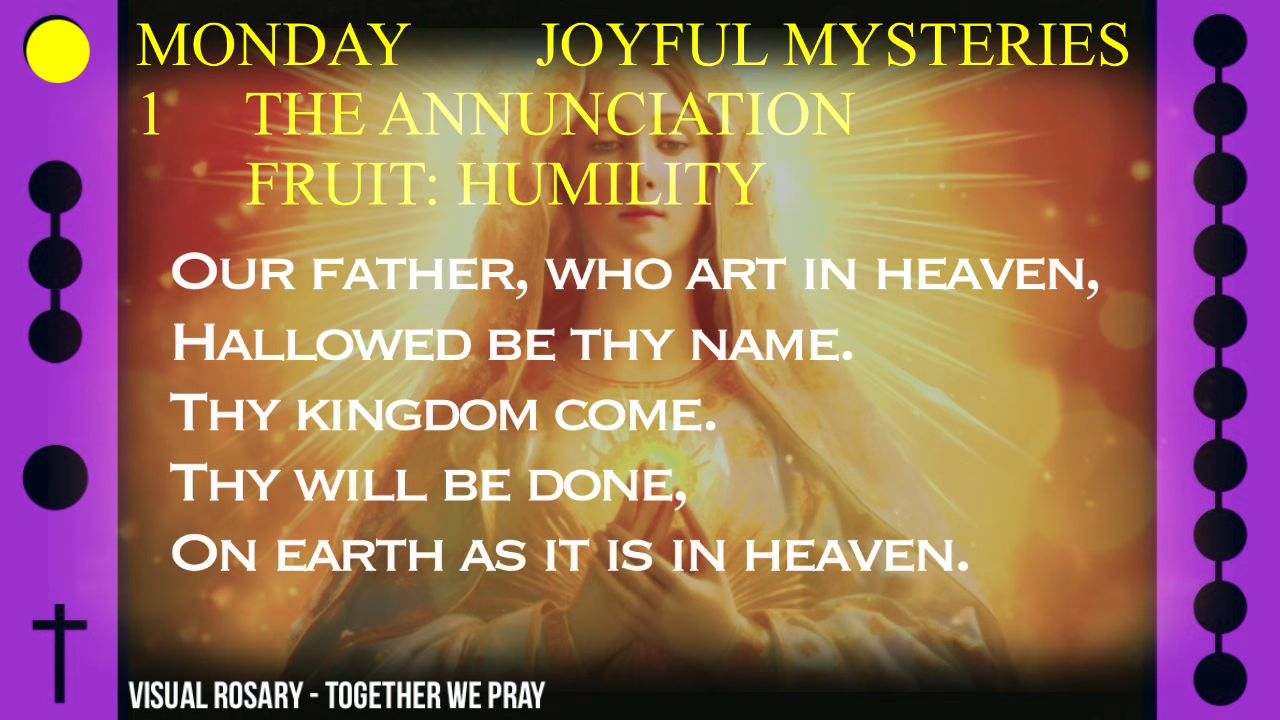 MONDAY JOYFUL MYSTERIES
1 THE ANNUNCIATION
FRUIT: HUMILITY
Our father, who art in heaven,
Hallowed be thy name.
Thy kingdom come.
Thy will be done,
On earth as it is in heaven.
VISUAL ROSARY - TOGETHER WE PRAY